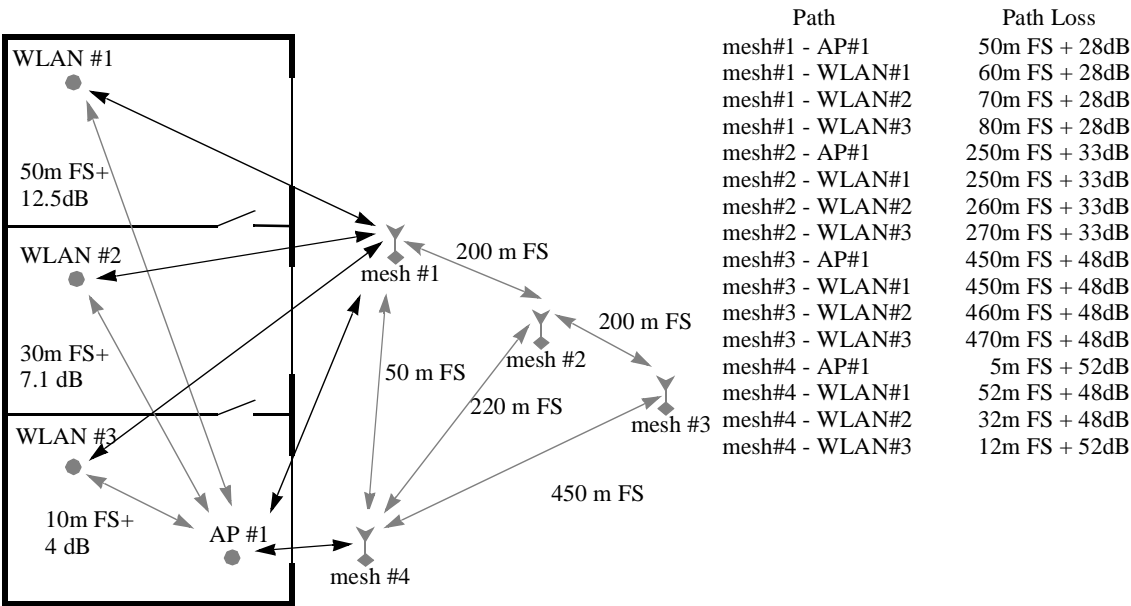 WLAN #1
50m FS+
12.5dB
WLAN #2
30m FS+
7.1 dB
WLAN #3
10m FS+
4 dB
AP #1
mesh #1
200 m FS
mesh #2
200 m FS
mesh #3
50 m FS
220 m FS
450 m FS
mesh #4
Path Path Loss
mesh#1 - AP#1 50m FS + 28dB
mesh#1 - WLAN#1 60m FS + 28dB
mesh#1 - WLAN#2 70m FS + 28dB
mesh#1 - WLAN#3 80m FS + 28dB
mesh#2 - AP#1 250m FS + 33dB
mesh#2 - WLAN#1 250m FS + 33dB
mesh#2 - WLAN#2 260m FS + 33dB
mesh#2 - WLAN#3 270m FS + 33dB
mesh#3 - AP#1 450m FS + 48dB
mesh#3 - WLAN#1 450m FS + 48dB
mesh#3 - WLAN#2 460m FS + 48dB
mesh#3 - WLAN#3 470m FS + 48dB
mesh#4 - AP#1 5m FS + 52dB
mesh#4 - WLAN#1 52m FS + 48dB
mesh#4 - WLAN#2 32m FS + 48dB
mesh#4 - WLAN#3 12m FS + 52dB